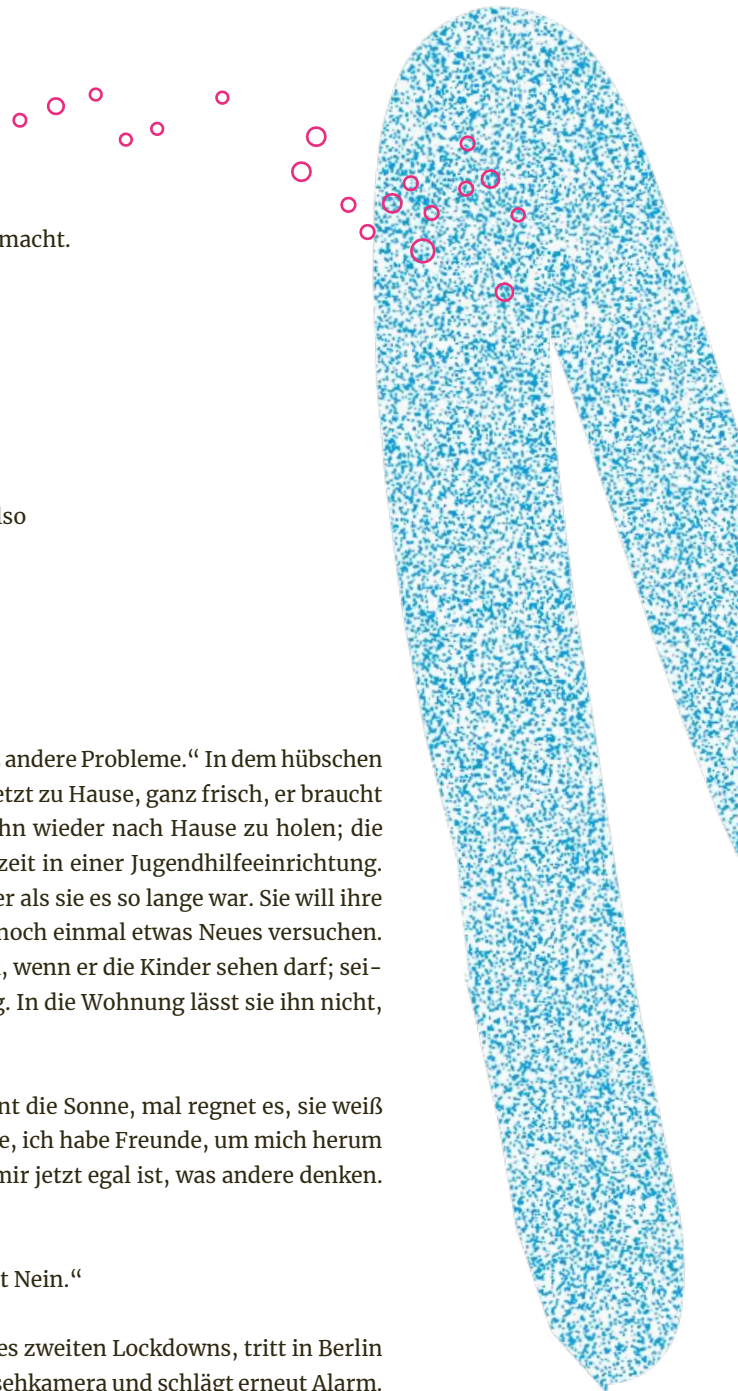 macht.
lso
andere Probleme.“ In dem hübschen
etzt zu Hause, ganz frisch, er braucht
hn wieder nach Hause zu holen; die
zeit in einer Jugendhilfeeinrichtung.
er als sie es so lange war. Sie will ihre
noch einmal etwas Neues versuchen.
, wenn er die Kinder sehen darf; sei-
g. In die Wohnung lässt sie ihn nicht,
nt die Sonne, mal regnet es, sie weiß
e, ich habe Freunde, um mich herum
mir jetzt egal ist, was andere denken.
t Nein.“
es zweiten Lockdowns, tritt in Berlin
sehkamera und schlägt erneut Alarm.